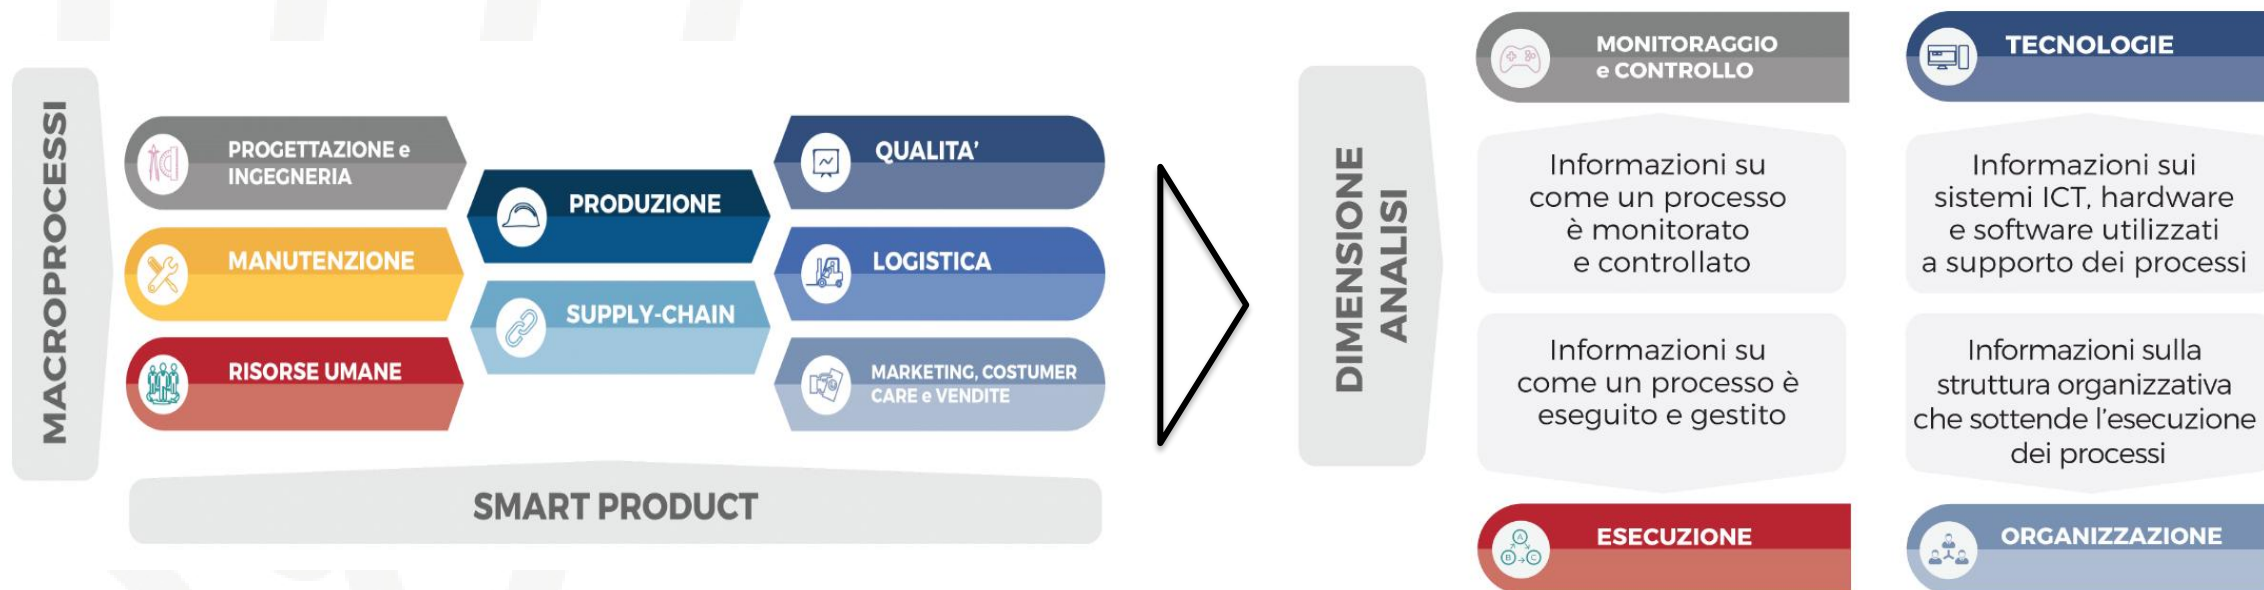 MACROPROCESSI
PROGETTAZIONE e
INGEGNERIA
MANUTENZIONE
RISORSE UMANE
PRODUZIONE
SUPPLY-CHAIN
QUALITA'
LOGISTICA
MARKETING, COSTUMER
CARE e VENDITE
SMART PRODUCT
DIMENSIONE
ANALISI
MONITORAGGIO
e CONTROLLO
Informazioni su
come un processo
è monitorato
e controllato
Informazioni su
come un processo è
eseguito e gestito
A
B
C
ESECUZIONE
TECNOLOGIE
Informazioni sui
sistemi ICT, hardware
e software utilizzati
a supporto dei processi
Informazioni sulla
struttura organizzativa
che sottende l'esecuzione
dei processi
ORGANIZZAZIONE